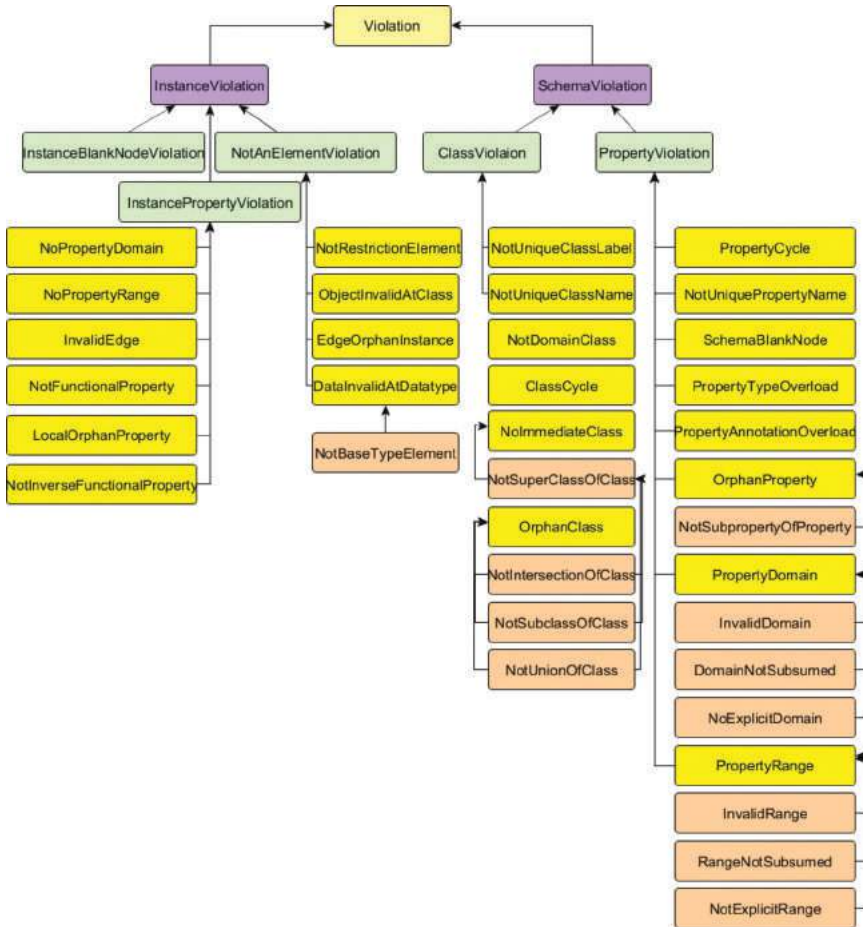 Violation
InstanceViolation
SchemaViolation
InstanceBlankNodeViolation
NotAnElementViolation
ClassViolaion
PropertyViolation
InstancePropertyViolation
NoPropertyDomain
NotRestrictionElement
NotUniqueClassLabel
PropertyCycle
NoPropertyRange
ObjectInvalidAtClass
NotUniqueClassName
NotUniquePropertyName
InvalidEdge
EdgeOrphanInstance
NotDomainClass
SchemaBlankNode
NotFunctionalProperty
DataInvalidAtDatatype
ClassCycle
PropertyTypeOverload
LocalOrphanProperty
NotBaseTypeElement
NoImmediateClass
PropertyAnnotationOverload
NotInverseFunctionalProperty
NotSuperClassOfClass
OrphanProperty
OrphanClass
NotSubpropertyOfProperty
NotIntersectionOfClass
PropertyDomain
NotSubclassOfClass
InvalidDomain
NotUnionOfClass
DomainNotSubsumed
NoExplicitDomain
PropertyRange
InvalidRange
RangeNotSubsumed
NotExplicitRange